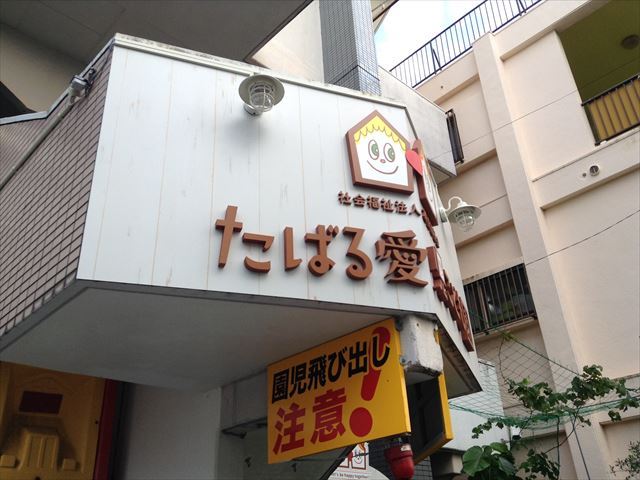 社会福祉法人
たばる愛
園児飛び出し
注意!